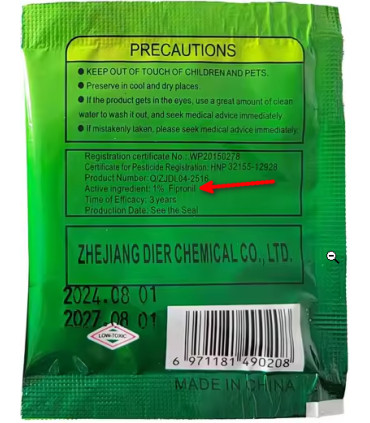 PRECAUTIONS
● KEEP OUT OF TOUCH OF CHILDREN AND PETS.
● Preserve in cool and dry places.
● If the product gets in the eyes, use a great amount of clean
water to wash it out, and seek medical advice immediately.
● If mistakenly taken, please seek medical advice immediately.
Registration certificate No.: WP20150278
Certificate for Pesticide Registration: HNP 32155-12928
Product Number: Q/ZJDL04-2516
Active ingredient: 1% Fipronil
Time of Efficacy: 3 years
Production Date: See the Seal
ZHEJIANG DIER CHEMICAL CO., LTD.
2024.08 01
2027.08 01
LOW-TOXIC
6 971181 490208
MADE IN CHINA